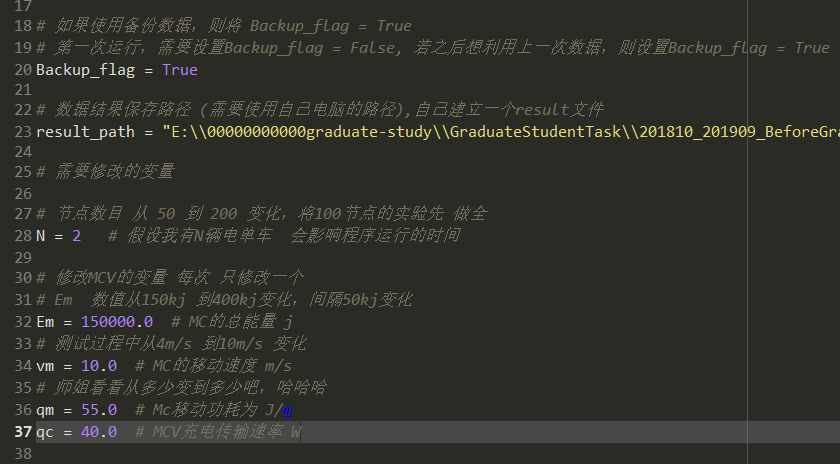 17
18 # 如果使用备份数据，则将 Backup_flag = True
19 # 第一次运行，需要设置Backup_flag = False, 若之后想利用上一次数据，则设置Backup_flag = True
20 Backup_flag = True
21
22 # 数据结果保存路径 (需要使用自己电脑的路径),自己建立一个result文件
23 result_path = "E:\\00000000000graduate-study\\GraduateStudentTask\\201810_201909_BeforeGra
24
25 # 需要修改的变量
26
27 # 节点数目 从 50 到 200 变化，将100节点的实验先 做全
28 N = 2   # 假设我有N辆电单车  会影响程序运行的时间
29
30 # 修改MCV的变量 每次 只修改一个
31 # Em  数值从150kj 到400kj变化，间隔50kj变化
32 Em = 150000.0  # MC的总能量 j
33 # 测试过程中从4m/s 到10m/s 变化
34 vm = 10.0  # MC的移动速度 m/s
35 # 师姐看看从多少变到多少吧，哈哈哈
36 qm = 55.0  # Mc移动功耗为 J/m
37 qc = 40.0  # MCV充电传输速率 W
38